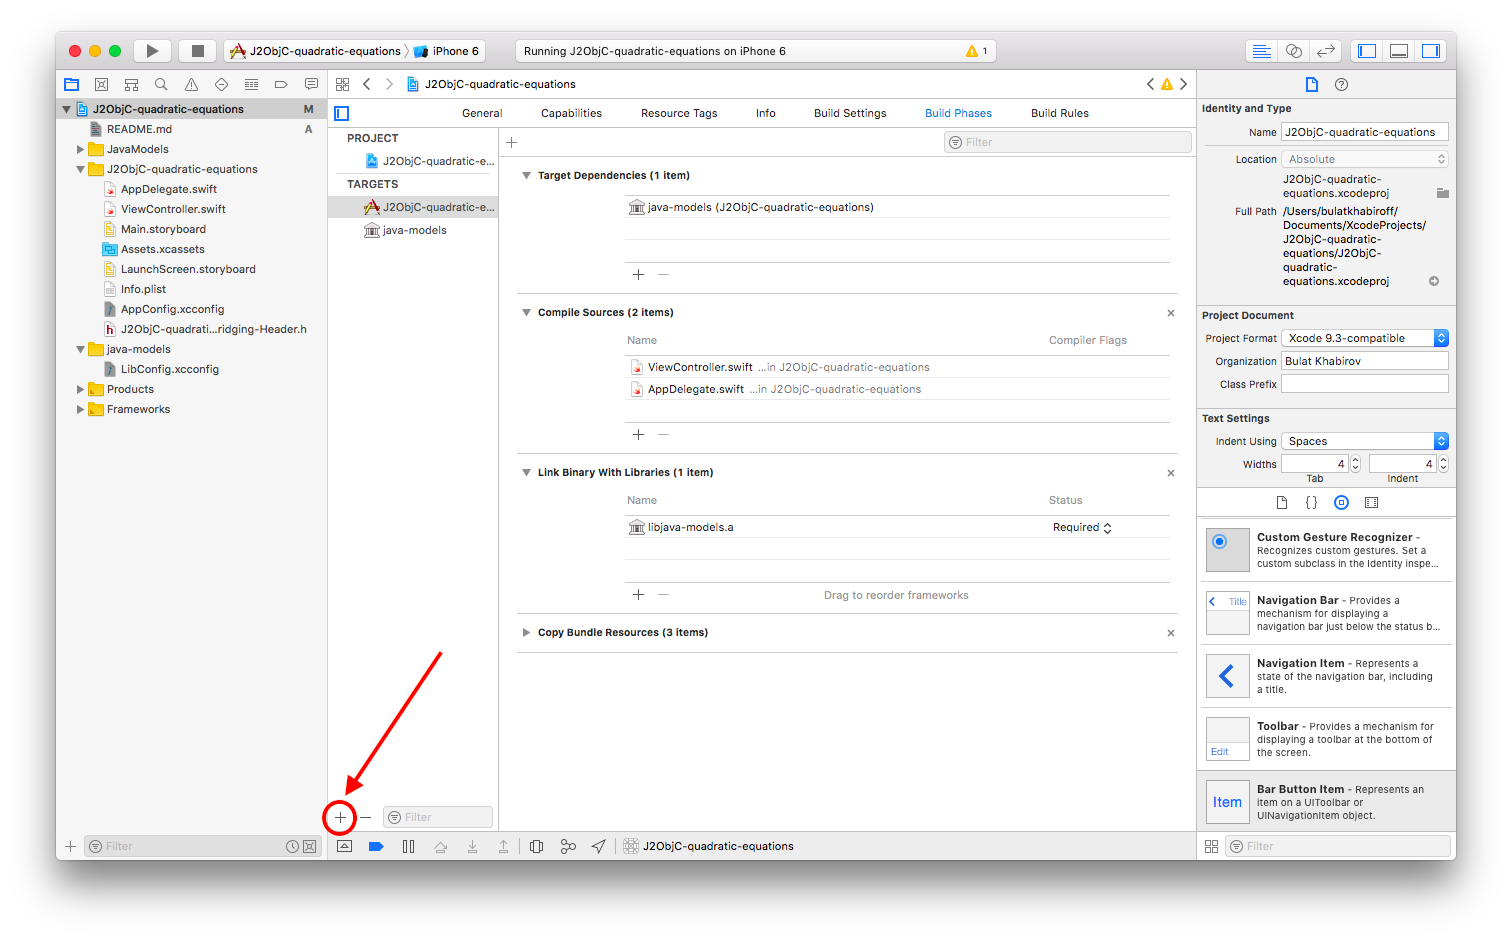 J2ObjC-quadratic-equations
iPhone 6
Running J2ObjC-quadratic-equations on iPhone 6
1
J2ObjC-quadratic-equations
M
README.md
A
JavaModels
J2ObjC-quadratic-equations
AppDelegate.swift
ViewController.swift
Main.storyboard
Assets.xcassets
LaunchScreen.storyboard
Info.plist
AppConfig.xcconfig
h
J2ObjC-quadrati...ridging-Header.h
java-models
LibConfig.xcconfig
Products
Frameworks
Filter
J2ObjC-quadratic-equations
General
Capabilities
Resource Tags
Info
Build Settings
Build Phases
Build Rules
PROJECT
J2ObjC-quadratic-e...
TARGETS
J2ObjC-quadratic-e...
java-models
Filter
Filter
Target Dependencies (1 item)
java-models (J2ObjC-quadratic-equations)
Compile Sources (2 items)
Name
Compiler Flags
ViewController.swift ...in J2ObjC-quadratic-equations
AppDelegate.swift ...in J2ObjC-quadratic-equations
Link Binary With Libraries (1 item)
Name
Status
libjava-models.a
Required
Drag to reorder frameworks
Copy Bundle Resources (3 items)
J2ObjC-quadratic-equations
Identity and Type
Name
J2ObjC-quadratic-equations
Location
Absolute
J2ObjC-quadratic-
equations.xcodeproj
Full Path
/Users/bulatkhabiroff/
Documents/XcodeProjects/
J2ObjC-quadratic-
equations/J2ObjC-
quadratic-
equations.xcodeproj
Project Document
Project Format
Xcode 9.3-compatible
Organization
Bulat Khabirov
Class Prefix
Text Settings
Indent Using
Spaces
Widths
4
4
Tab
Indent
{ }
Custom Gesture Recognizer -
Recognizes custom gestures. Set a
custom subclass in the Identity inspe...
Title
Navigation Bar - Provides a
mechanism for displaying a
navigation bar just below the status b...
Navigation Item - Represents a
state of the navigation bar, including
a title.
Edit
Toolbar - Provides a mechanism for
displaying a toolbar at the bottom of
the screen.
Item
Bar Button Item - Represents an
item on a UIToolbar or
UINavigationItem object.
Filter